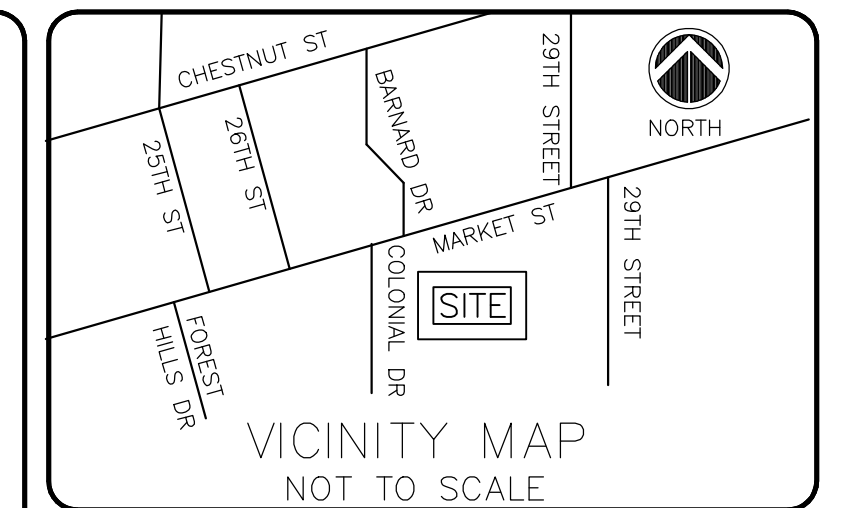 CHESTNUT ST
29TH STREET
NORTH
BARNARD DR
26TH ST
25TH ST
MARKET ST
29TH STREET
COLONIAL DR
SITE
FOREST
HILLS DR
VICINITY MAP
NOT TO SCALE